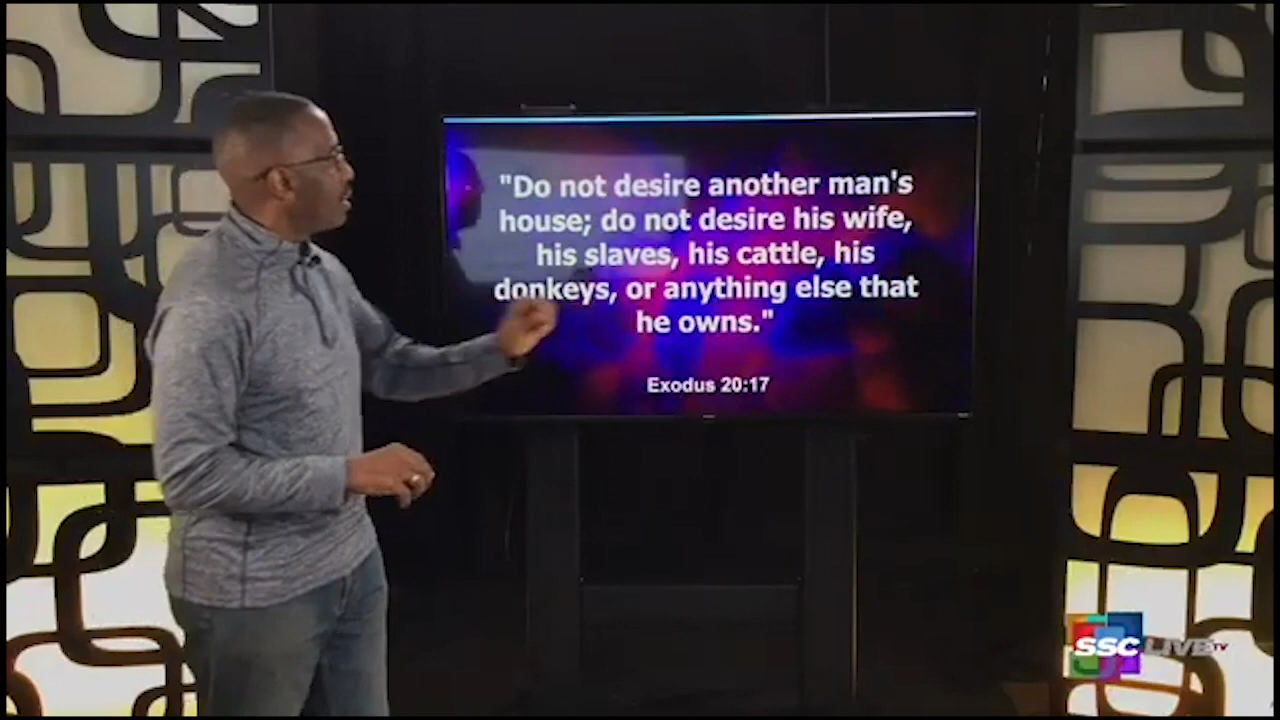 "Do not desire another man's
house; do not desire his wife,
his slaves, his cattle, his
donkeys, or anything else that
he owns."
Exodus 20:17
SSC LIVE TV